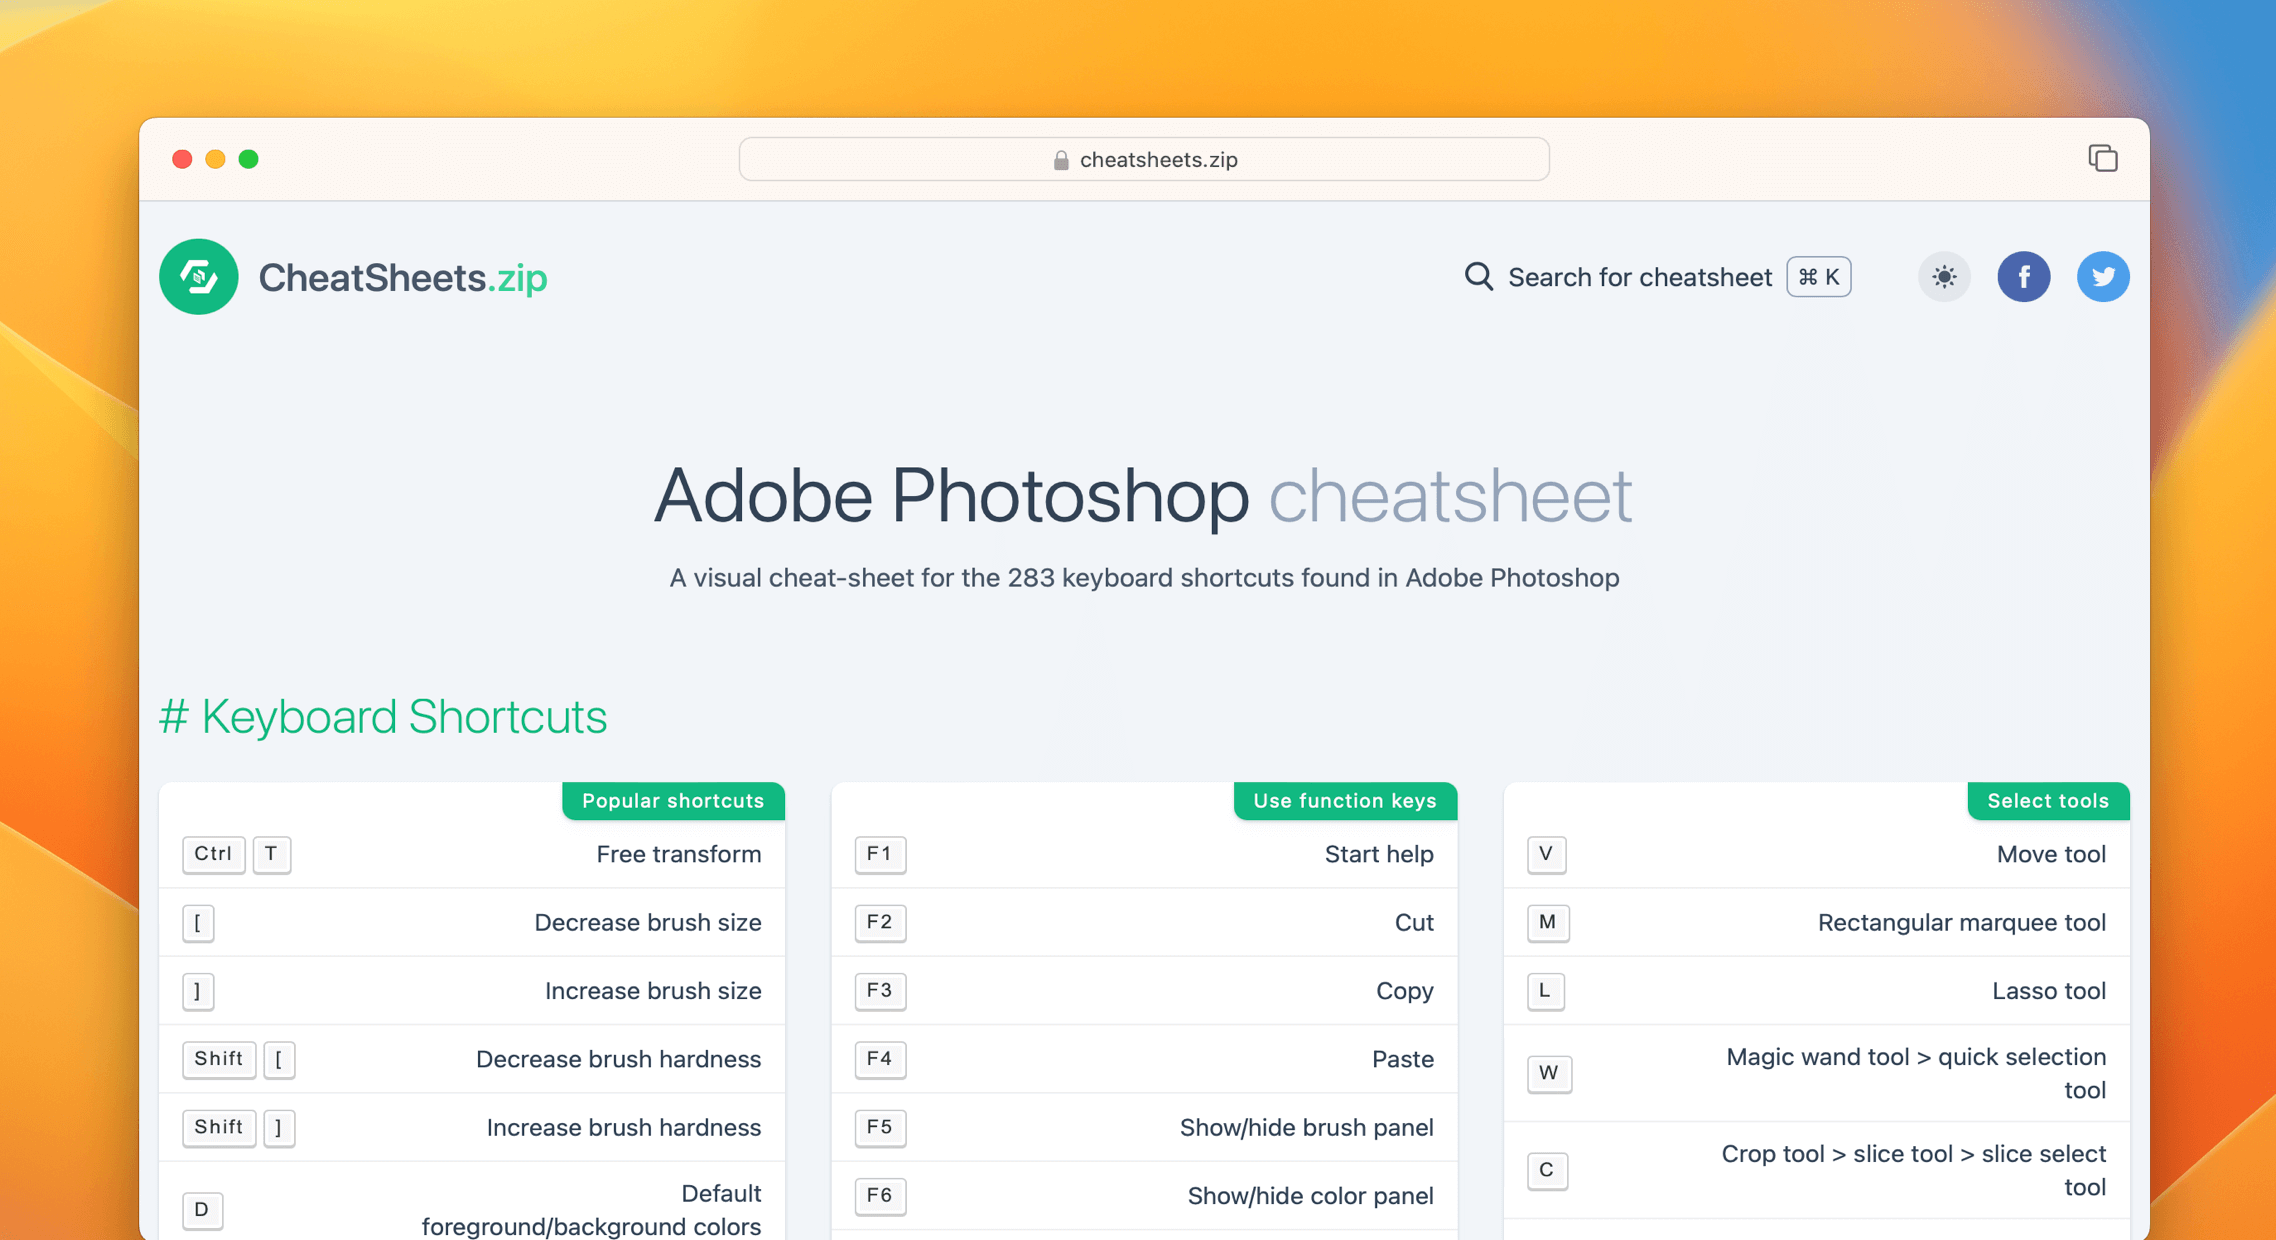 cheatsheets.zip
CheatSheets.zip
Search for cheatsheet ⌘ K
f
Adobe Photoshop cheatsheet
A visual cheat-sheet for the 283 keyboard shortcuts found in Adobe Photoshop
# Keyboard Shortcuts
Popular shortcuts
Ctrl T Free transform
[ Decrease brush size
] Increase brush size
Shift [ Decrease brush hardness
Shift ] Increase brush hardness
D Default
foreground/background colors
Use function keys
F1 Start help
F2 Cut
F3 Copy
F4 Paste
F5 Show/hide brush panel
F6 Show/hide color panel
Select tools
V Move tool
M Rectangular marquee tool
L Lasso tool
W Magic wand tool > quick selection
tool
C Crop tool > slice tool > slice select
tool